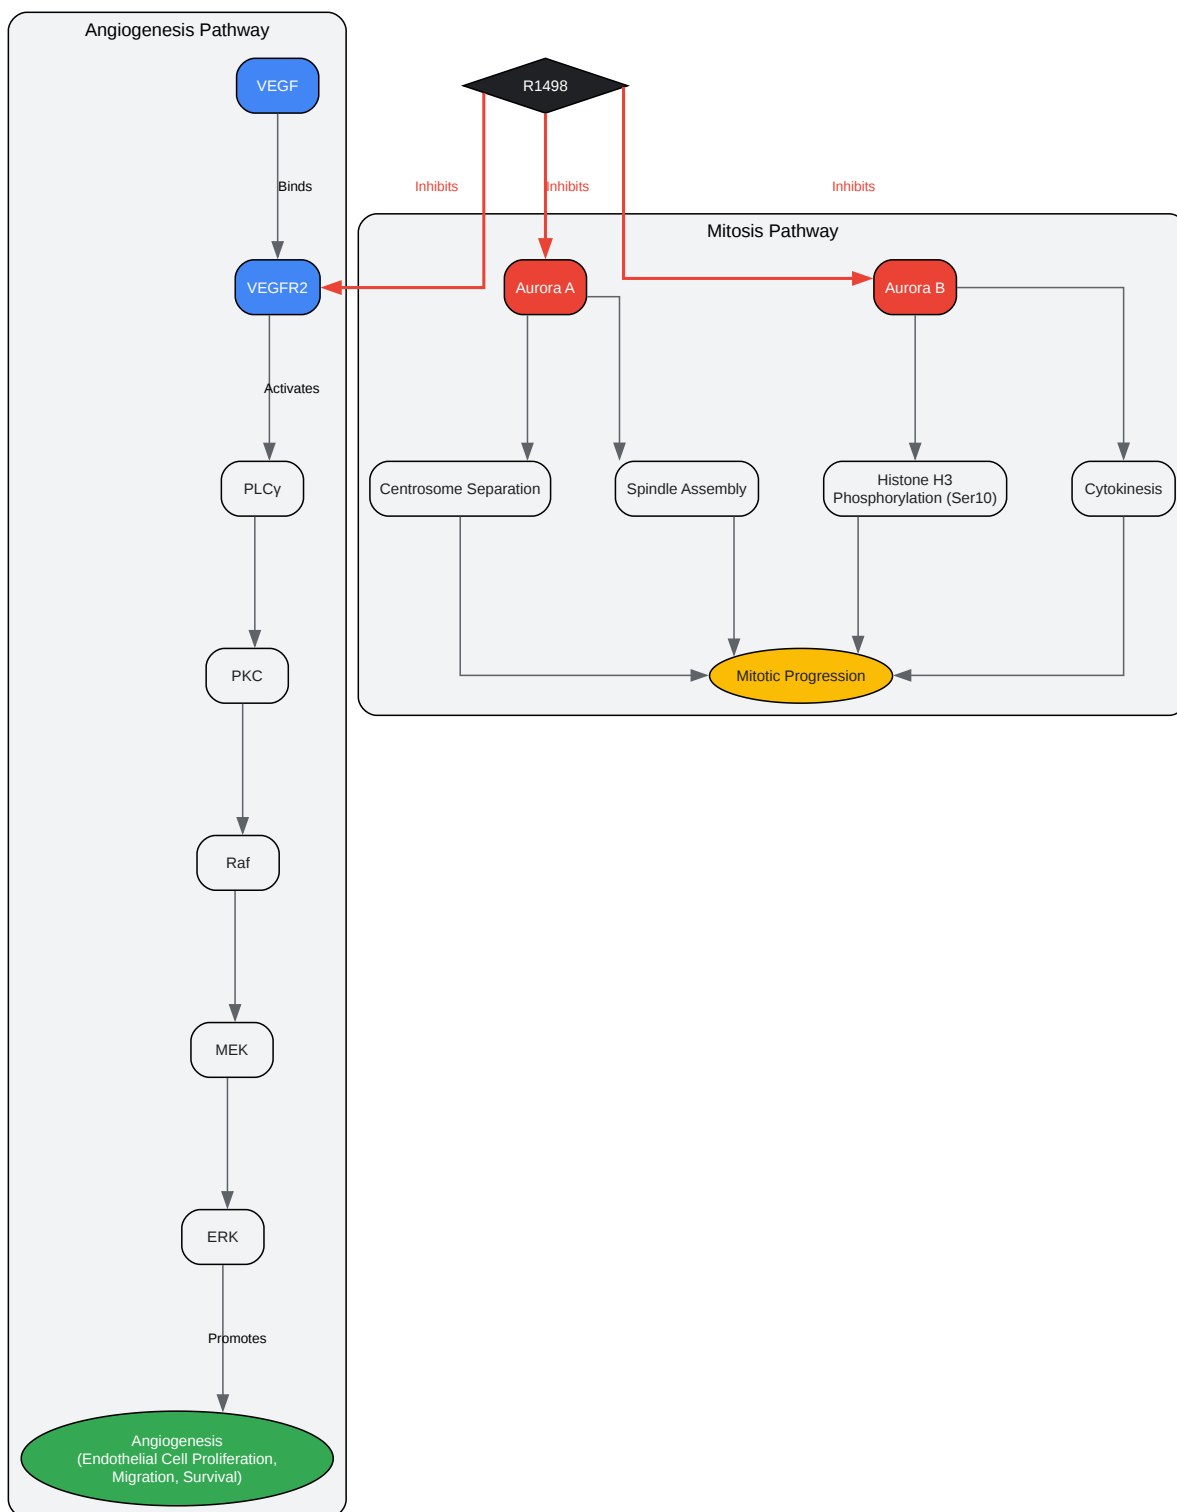 Angiogenesis Pathway
VEGF
R1498
Binds
Inhibits
Inhibits
Inhibits
Mitosis Pathway
VEGFR2
Aurora A
Aurora B
Activates
PLCγ
Centrosome Separation
Spindle Assembly
Histone H3
Phosphorylation (Ser10)
Cytokinesis
PKC
Mitotic Progression
Raf
MEK
ERK
Promotes
Angiogenesis
(Endothelial Cell Proliferation,
Migration, Survival)